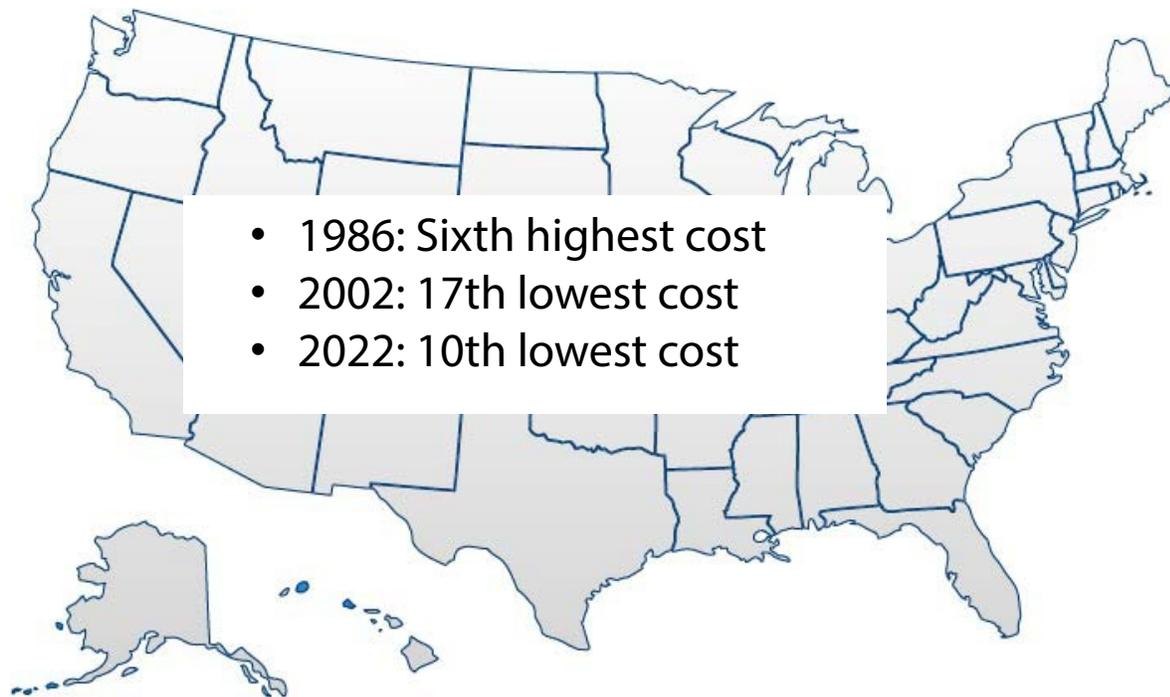 • 1986: Sixth highest cost
• 2002: 17th lowest cost
• 2022: 10th lowest cost